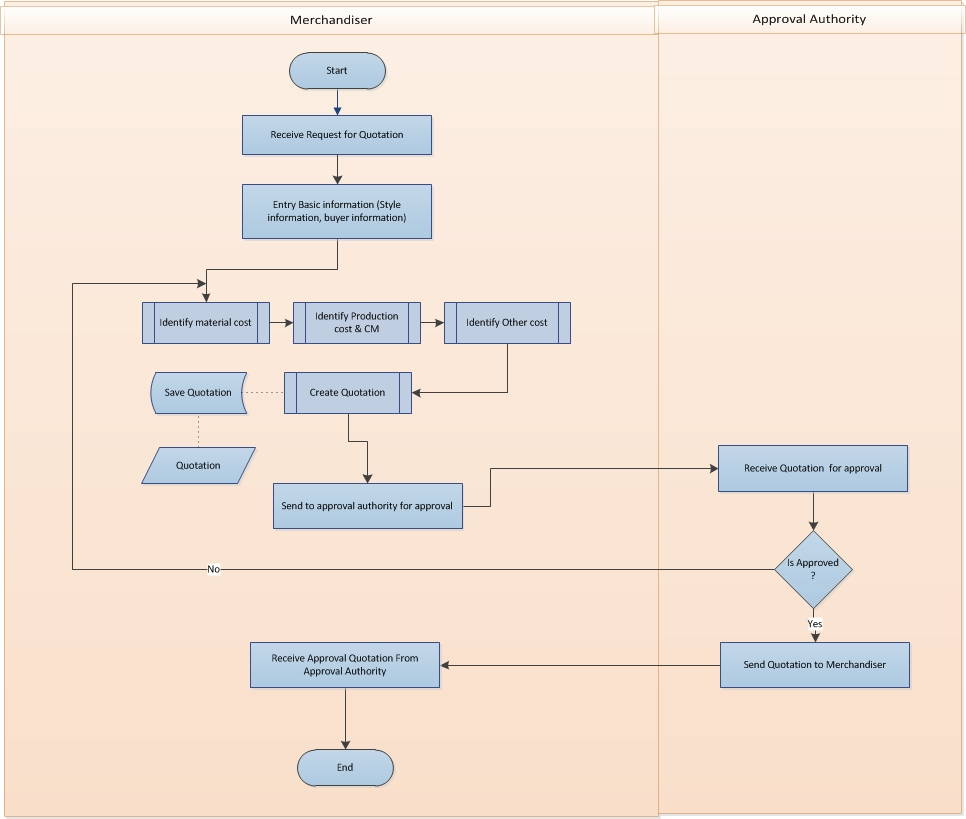 Merchandiser
Approval Authority
Start
Receive Request for Quotation
Entry Basic information (Style
information, buyer information)
Identify material cost
Identify Production
cost & CM
Identify Other cost
Save Quotation
Create Quotation
Quotation
Send to approval authority for approval
Receive Quotation  for approval
Is Approved
?
No
Yes
Receive Approval Quotation From
Approval Authority
Send Quotation to Merchandiser
End